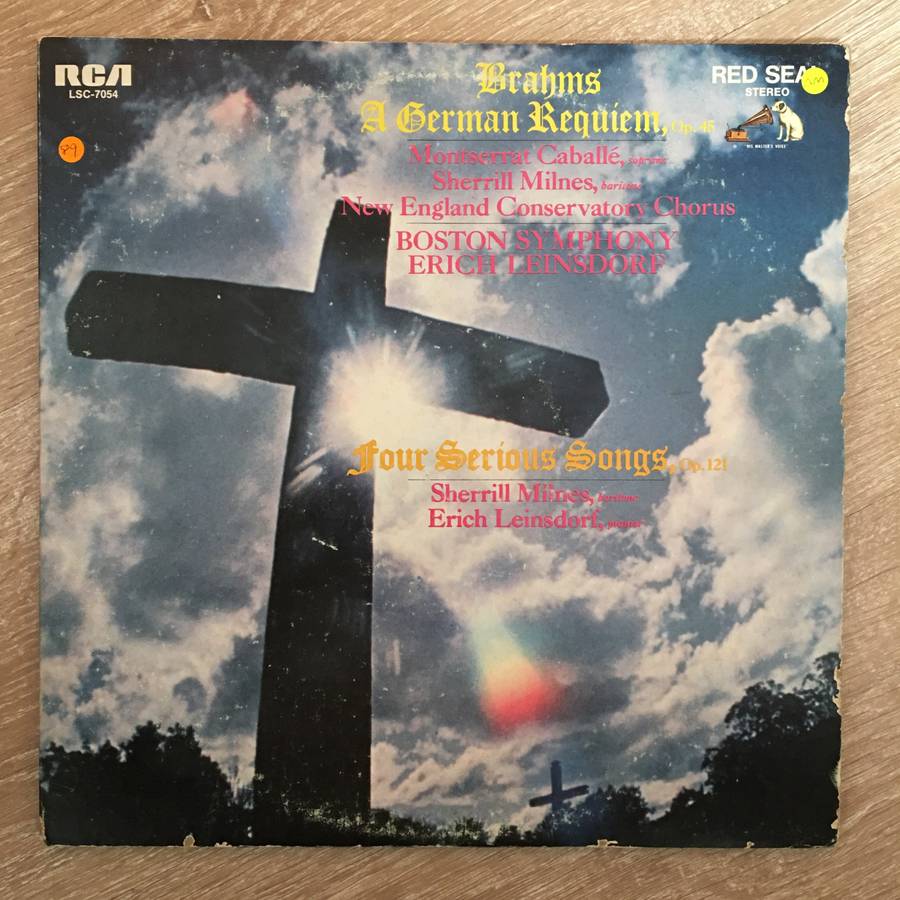 RCA
LSC-7054
Brahms
A German Requiem, Op. 45
Montserrat Caballé, soprano
Sherrill Milnes, baritone
New England Conservatory Chorus
BOSTON SYMPHONY
ERICH LEINSDORF
RED SEAL
STEREO
"HIS MASTER'S VOICE"
89
Four Serious Songs, Op. 121
Sherrill Milnes, baritone
Erich Leinsdorf, pianist